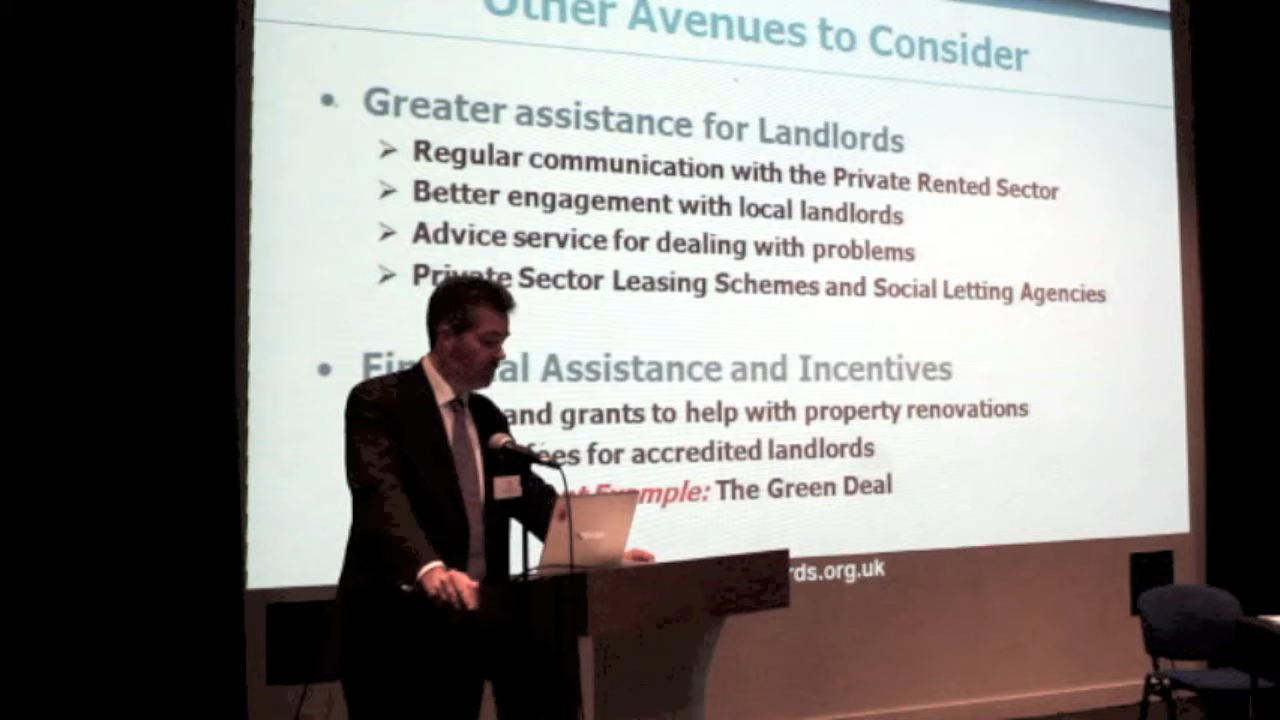 Other Avenues to Consider
• Greater assistance for Landlords
➢ Regular communication with the Private Rented Sector
➢ Better engagement with local landlords
➢ Advice service for dealing with problems
➢ Private Sector Leasing Schemes and Social Letting Agencies
• Financial Assistance and Incentives
and grants to help with property renovations
fees for accredited landlords
Example: The Green Deal
rds.org.uk